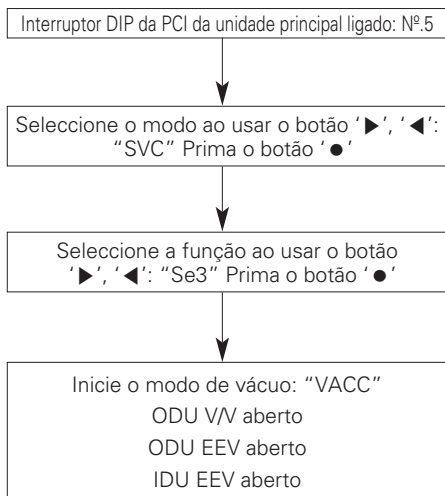 Interruptor DIP da PCI da unidade principal ligado: Nº.5
Seleccione o modo ao usar o botão ‘▶’, ‘◀’:
“SVC” Prima o botão ‘●’
Seleccione a função ao usar o botão
‘▶’, ‘◀’: “Se3” Prima o botão ‘●’
Inicie o modo de vácuo: “VACC”
ODU V/V aberto
ODU EEV aberto
IDU EEV aberto